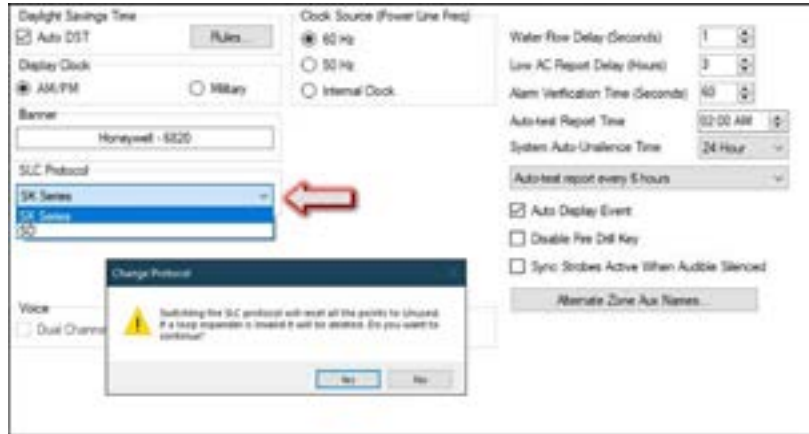 Daylight Savings Time
Auto DST
Rules...
Display Clock
AM/PM
Military
Banner
Honeywell - 6820
SLC Protocol
SK Series
SK Series
SD
Clock Source (Power Line Freq)
60 Hz
50 Hz
Internal Clock
Water Flow Delay (Seconds) 1
Low AC Report Delay (Hours) 3
Alarm Verification Time (Seconds) 60
Auto-test Report Time 02:00 AM
System Auto-Unsilence Time 24 Hour
Auto-test report every 6 hours
Auto Display Event
Disable Fire Drill Key
Sync Strobes Active When Audible Silenced
Alternate Zone Aux Names...
Voice
Dual Channe
Change Protocol
Switching the SLC protocol will reset all the points to Unused.
If a loop expander is invalid it will be deleted. Do you want to
continue?
Yes
No